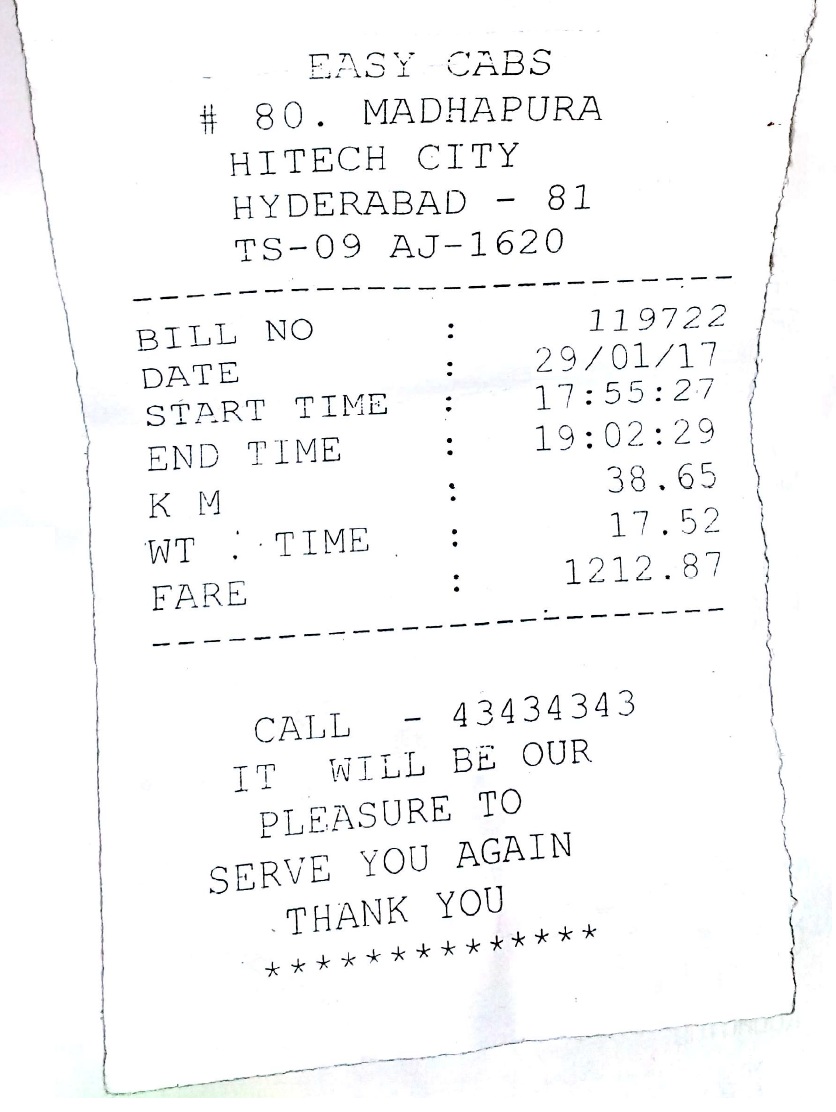 EASY CABS
# 80. MADHAPURA
HITECH CITY
HYDERABAD - 81
TS-09 AJ-1620
------------------------
BILL NO : 119722
DATE : 29/01/17
START TIME : 17:55:27
END TIME : 19:02:29
K M : 38.65
WT : TIME : 17.52
FARE : 1212.87
------------------------
CALL - 43434343
IT WILL BE OUR
PLEASURE TO
SERVE YOU AGAIN
THANK YOU
**************